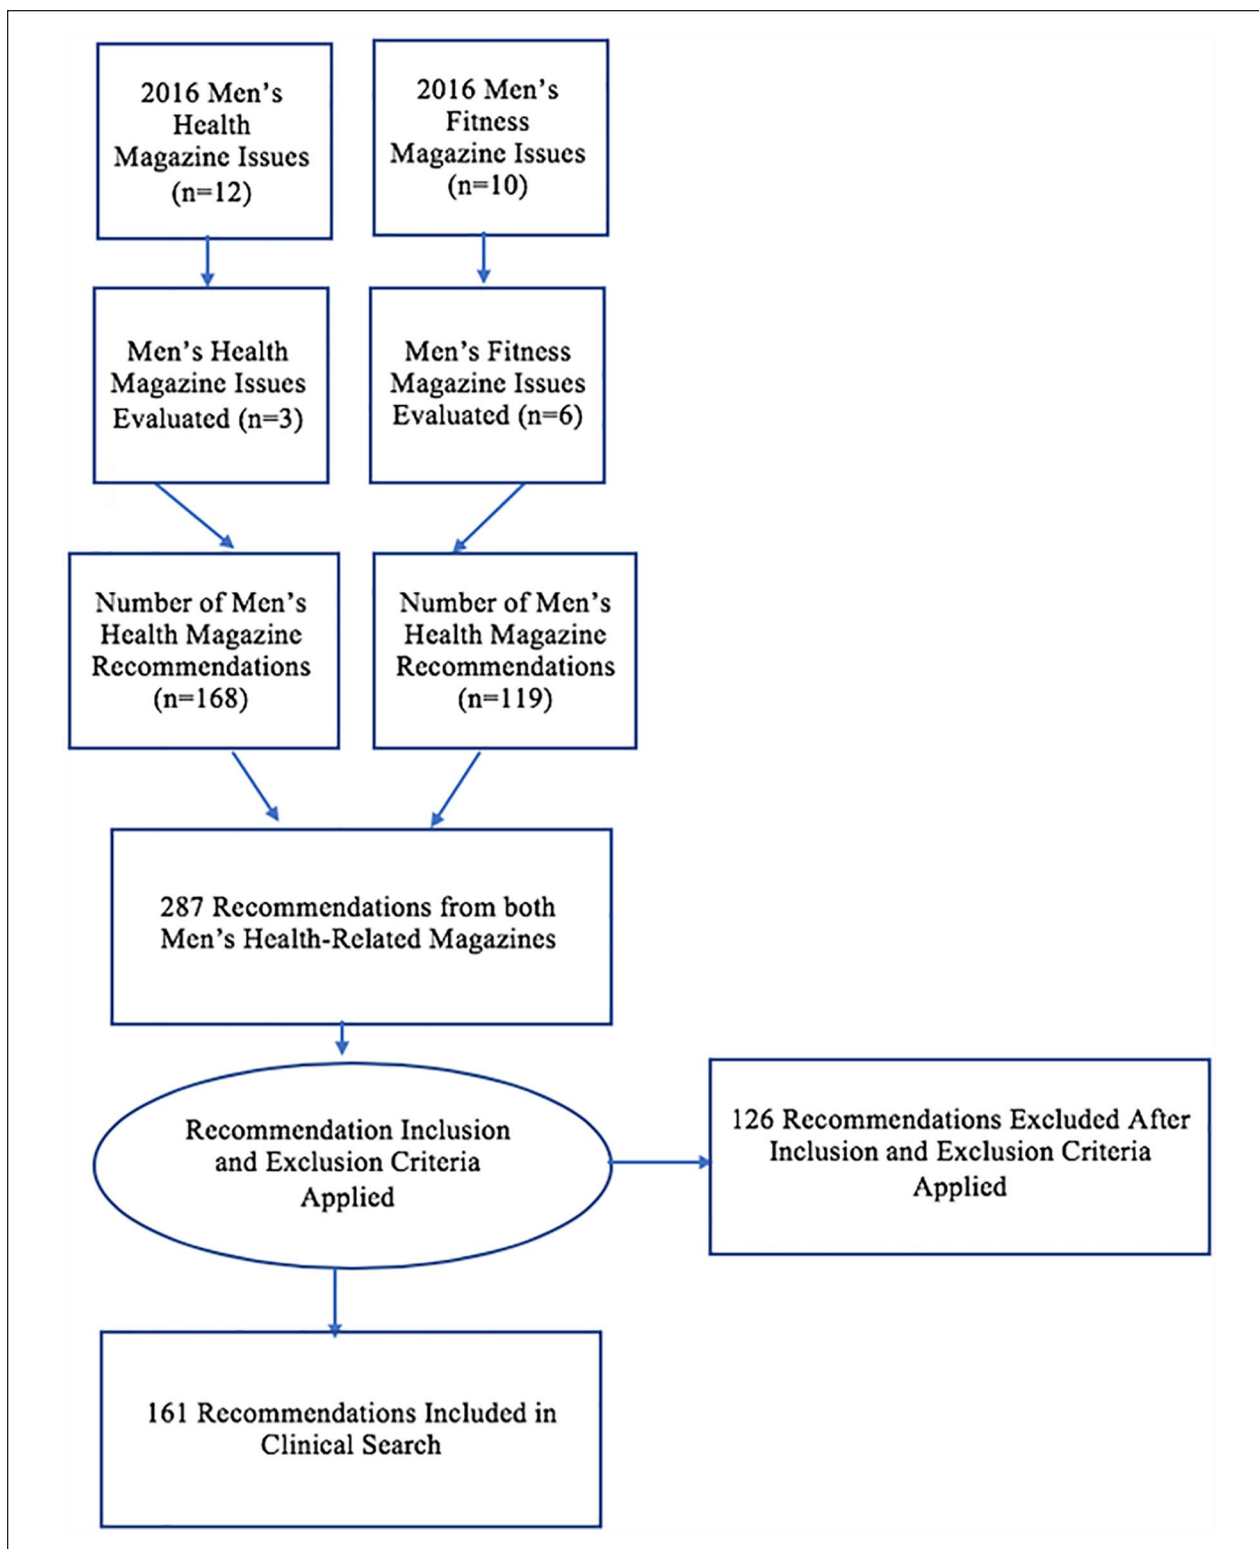 2016 Men's
Health
Magazine Issues
(n=12)
2016 Men's
Fitness
Magazine Issues
(n=10)
Men's Health
Magazine Issues
Evaluated (n=3)
Men's Fitness
Magazine Issues
Evaluated (n=6)
Number of Men's
Health Magazine
Recommendations
(n=168)
Number of Men's
Health Magazine
Recommendations
(n=119)
287 Recommendations from both
Men's Health-Related Magazines
Recommendation Inclusion
and Exclusion Criteria
Applied
126 Recommendations Excluded After
Inclusion and Exclusion Criteria
Applied
161 Recommendations Included in
Clinical Search